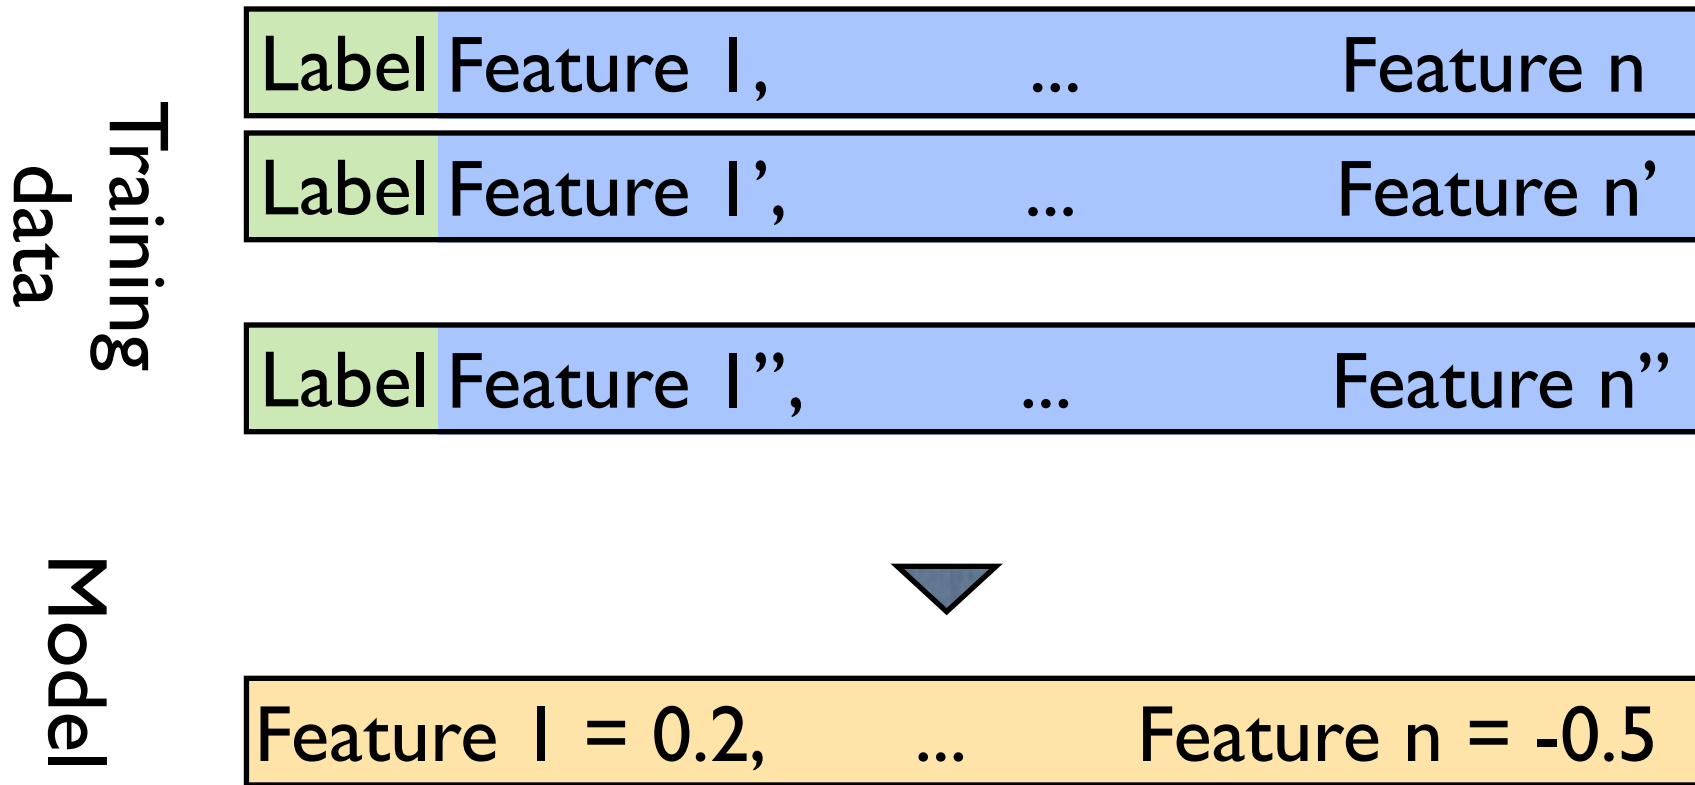 Training
data
Label Feature 1, ... Feature n
Label Feature 1’, ... Feature n’
Label Feature 1”, ... Feature n”
Model
Feature 1 = 0.2, ... Feature n = -0.5